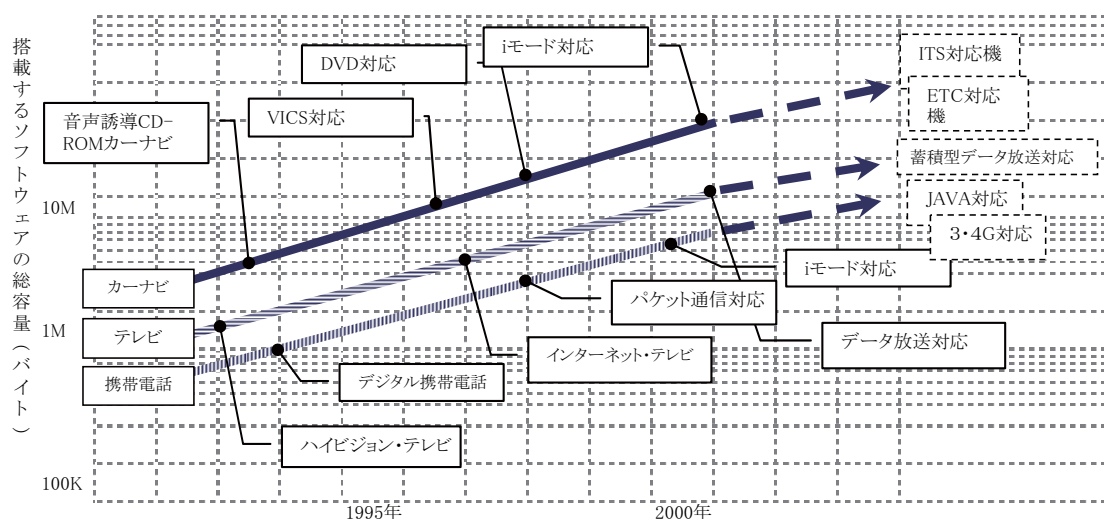 搭載するソフトウェアの総容量(バイト)
10M
1M
100K
1995年
2000年
音声誘導CD-
ROMカーナビ
VICS対応
DVD対応
iモード対応
ITS対応機
ETC対応
機
蓄積型データ放送対応
JAVA対応
3・4G対応
カーナビ
テレビ
携帯電話
iモード対応
パケット通信対応
データ放送対応
インターネット・テレビ
デジタル携帯電話
ハイビジョン・テレビ